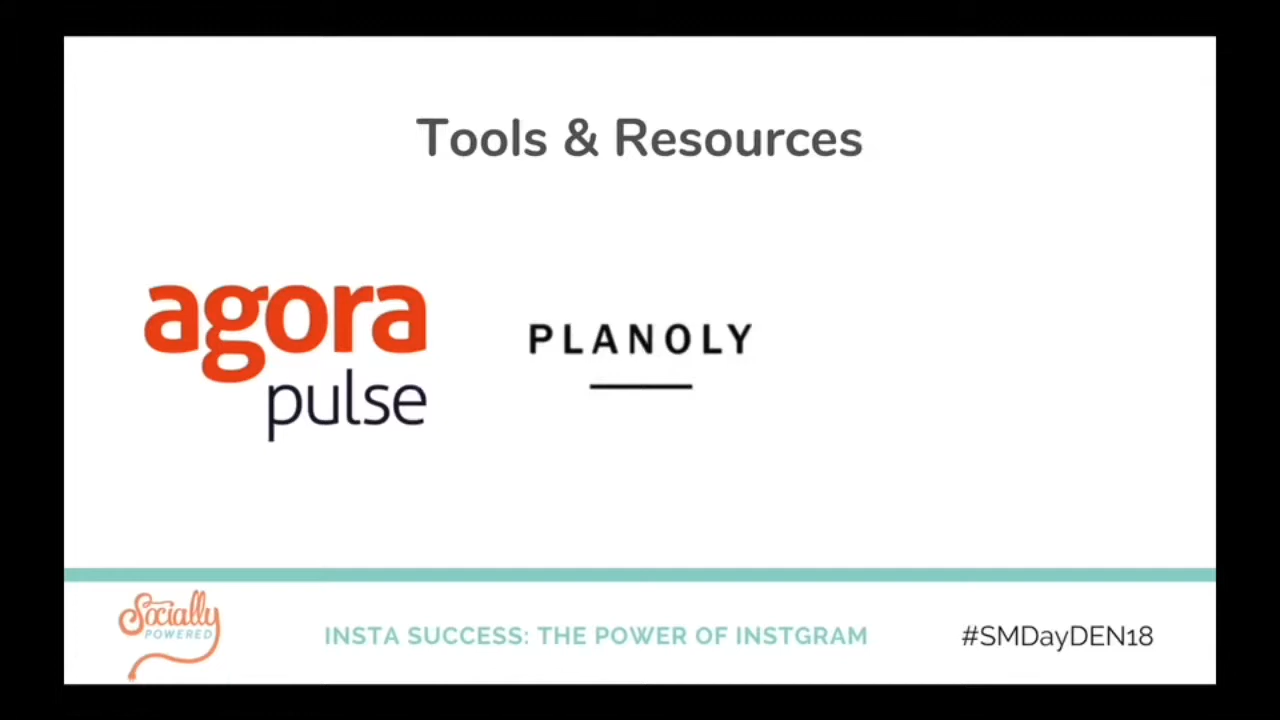 Tools & Resources
agora
pulse
PLANOLY
Socially
POWERED
INSTA SUCCESS: THE POWER OF INSTGRAM
#SMDayDEN18